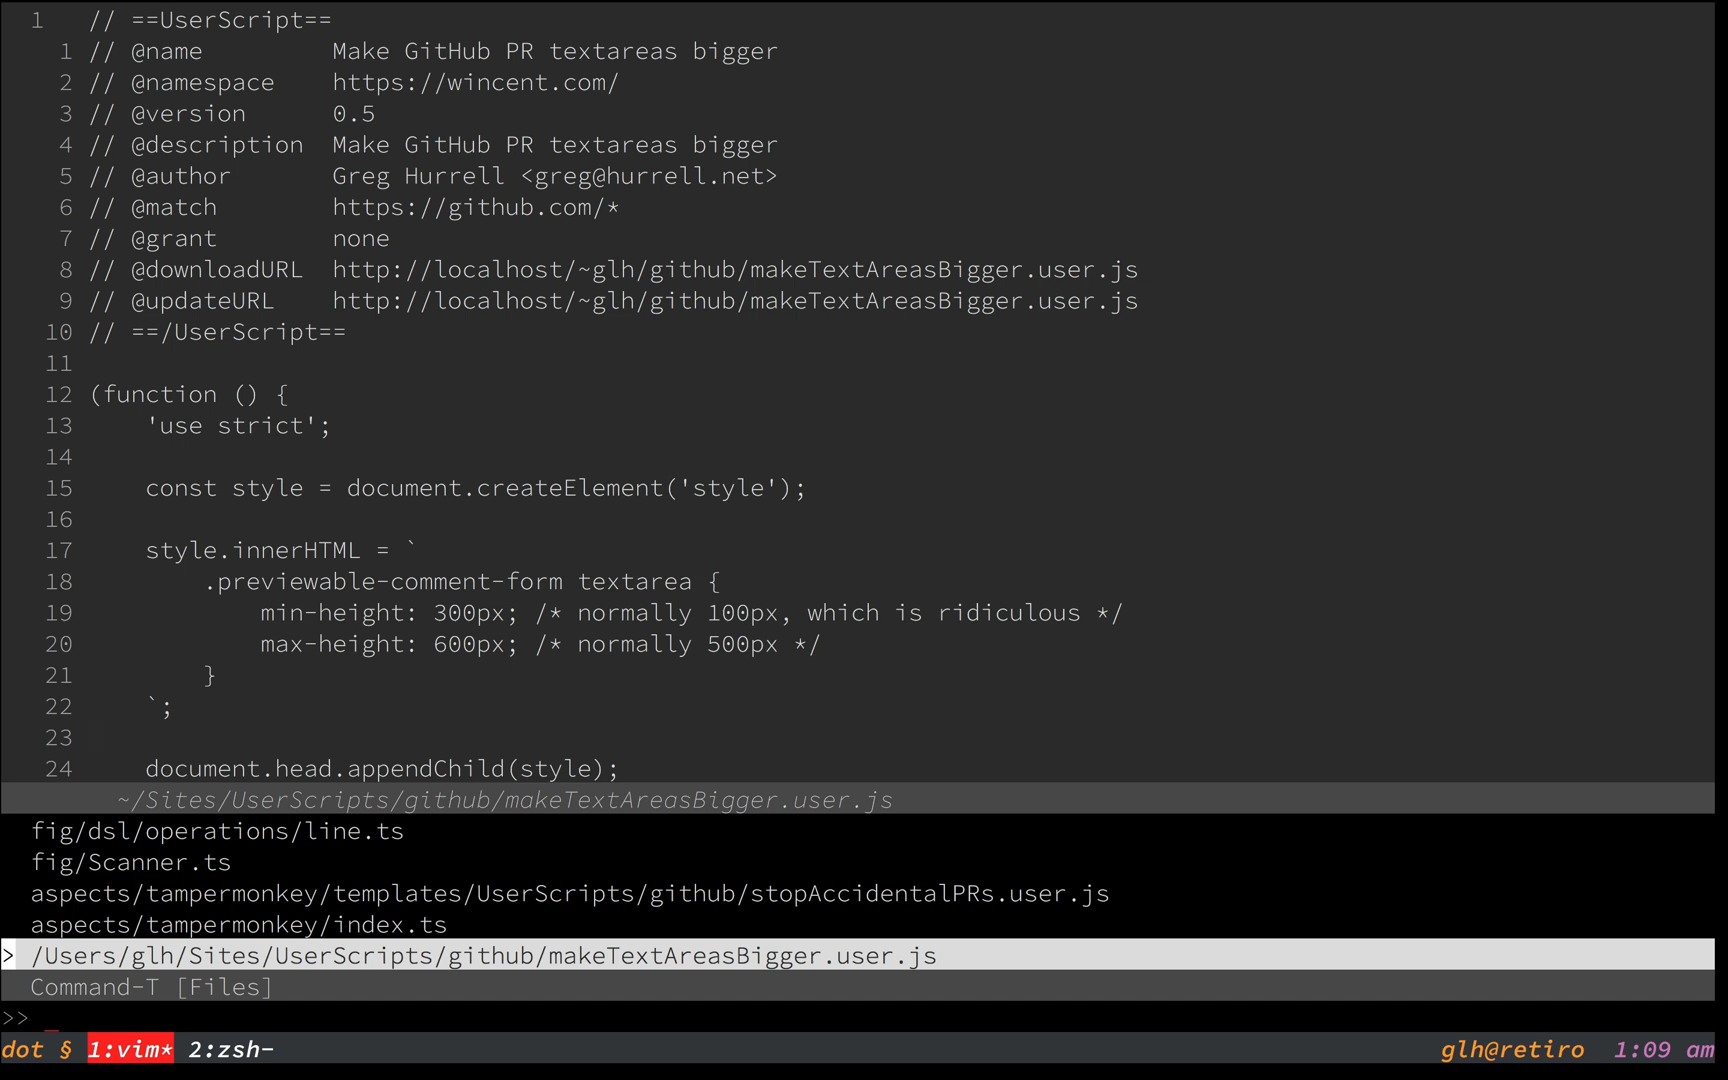 1 // ==UserScript==
1 // @name Make GitHub PR textareas bigger
2 // @namespace https://wincent.com/
3 // @version 0.5
4 // @description Make GitHub PR textareas bigger
5 // @author Greg Hurrell <greg@hurrell.net>
6 // @match https://github.com/*
7 // @grant none
8 // @downloadURL http://localhost/~glh/github/makeTextAreasBigger.user.js
9 // @updateURL http://localhost/~glh/github/makeTextAreasBigger.user.js
10 // ==/UserScript==
11
12 (function () {
13 'use strict';
14
15 const style = document.createElement('style');
16
17 style.innerHTML = `
18 .previewable-comment-form textarea {
19 min-height: 300px; /* normally 100px, which is ridiculous */
20 max-height: 600px; /* normally 500px */
21 }
22 `;
23
24 document.head.appendChild(style);
~/Sites/UserScripts/github/makeTextAreasBigger.user.js
fig/dsl/operations/line.ts
fig/Scanner.ts
aspects/tampermonkey/templates/UserScripts/github/stopAccidentalPRs.user.js
aspects/tampermonkey/index.ts
> /Users/glh/Sites/UserScripts/github/makeTextAreasBigger.user.js
Command-T [Files]
>> _
dot § 1:vim* 2:zsh- glh@retiro 1:09 am